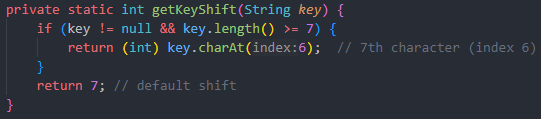 private static int getKeyShift(String key) {
    if (key != null && key.length() >= 7) {
        return (int) key.charAt(index:6);  // 7th character (index 6)
    }
    return 7; // default shift
}